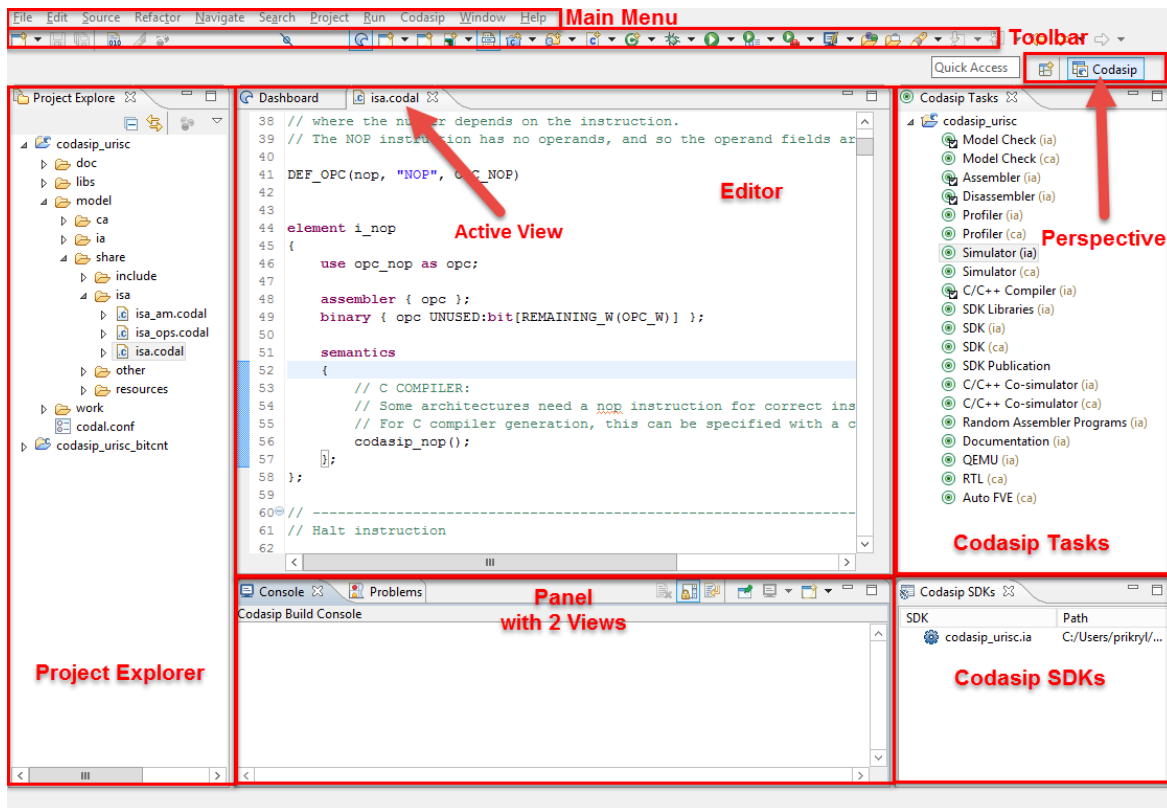 File Edit Source Refactor Navigate Search Project Run Codasip Window Help
Main Menu
Toolbar
Quick Access
Codasip
Project Explore
codasip_urisc
doc
libs
model
ca
ia
share
include
isa
isa_am.codal
isa_ops.codal
isa.codal
other
resources
work
codal.conf
codasip_urisc_bitcnt
Project Explorer
Dashboard isa.codal
38 // where the number depends on the instruction.
39 // The NOP instruction has no operands, and so the operand fields ar
40
41 DEF_OPC(nop, "NOP", OPC_NOP)
42
43
44 element i_nop
45 {
46 use opc_nop as opc;
47
48 assembler { opc };
49 binary { opc UNUSED:bit[REMAINING_W(OPC_W)] };
50
51 semantics
52 {
53 // C COMPILER:
54 // Some architectures need a nop instruction for correct ins
55 // For C compiler generation, this can be specified with a c
56 codasip_nop();
57 };
58 };
59
60 // ---------------------------------------------------------------------
61 // Halt instruction
62
Editor
Active View
Console Problems
Codasip Build Console
Panel
with 2 Views
Codasip Tasks
codasip_urisc
Model Check (ia)
Model Check (ca)
Assembler (ia)
Disassembler (ia)
Profiler (ia)
Profiler (ca)
Simulator (ia)
Simulator (ca)
C/C++ Compiler (ia)
SDK Libraries (ia)
SDK (ia)
SDK (ca)
SDK Publication
C/C++ Co-simulator (ia)
C/C++ Co-simulator (ca)
Random Assembler Programs (ia)
Documentation (ia)
QEMU (ia)
RTL (ca)
Auto FVE (ca)
Perspective
Codasip Tasks
Codasip SDKs
SDK Path
codasip_urisc.ia C:/Users/prikryl/...
Codasip SDKs